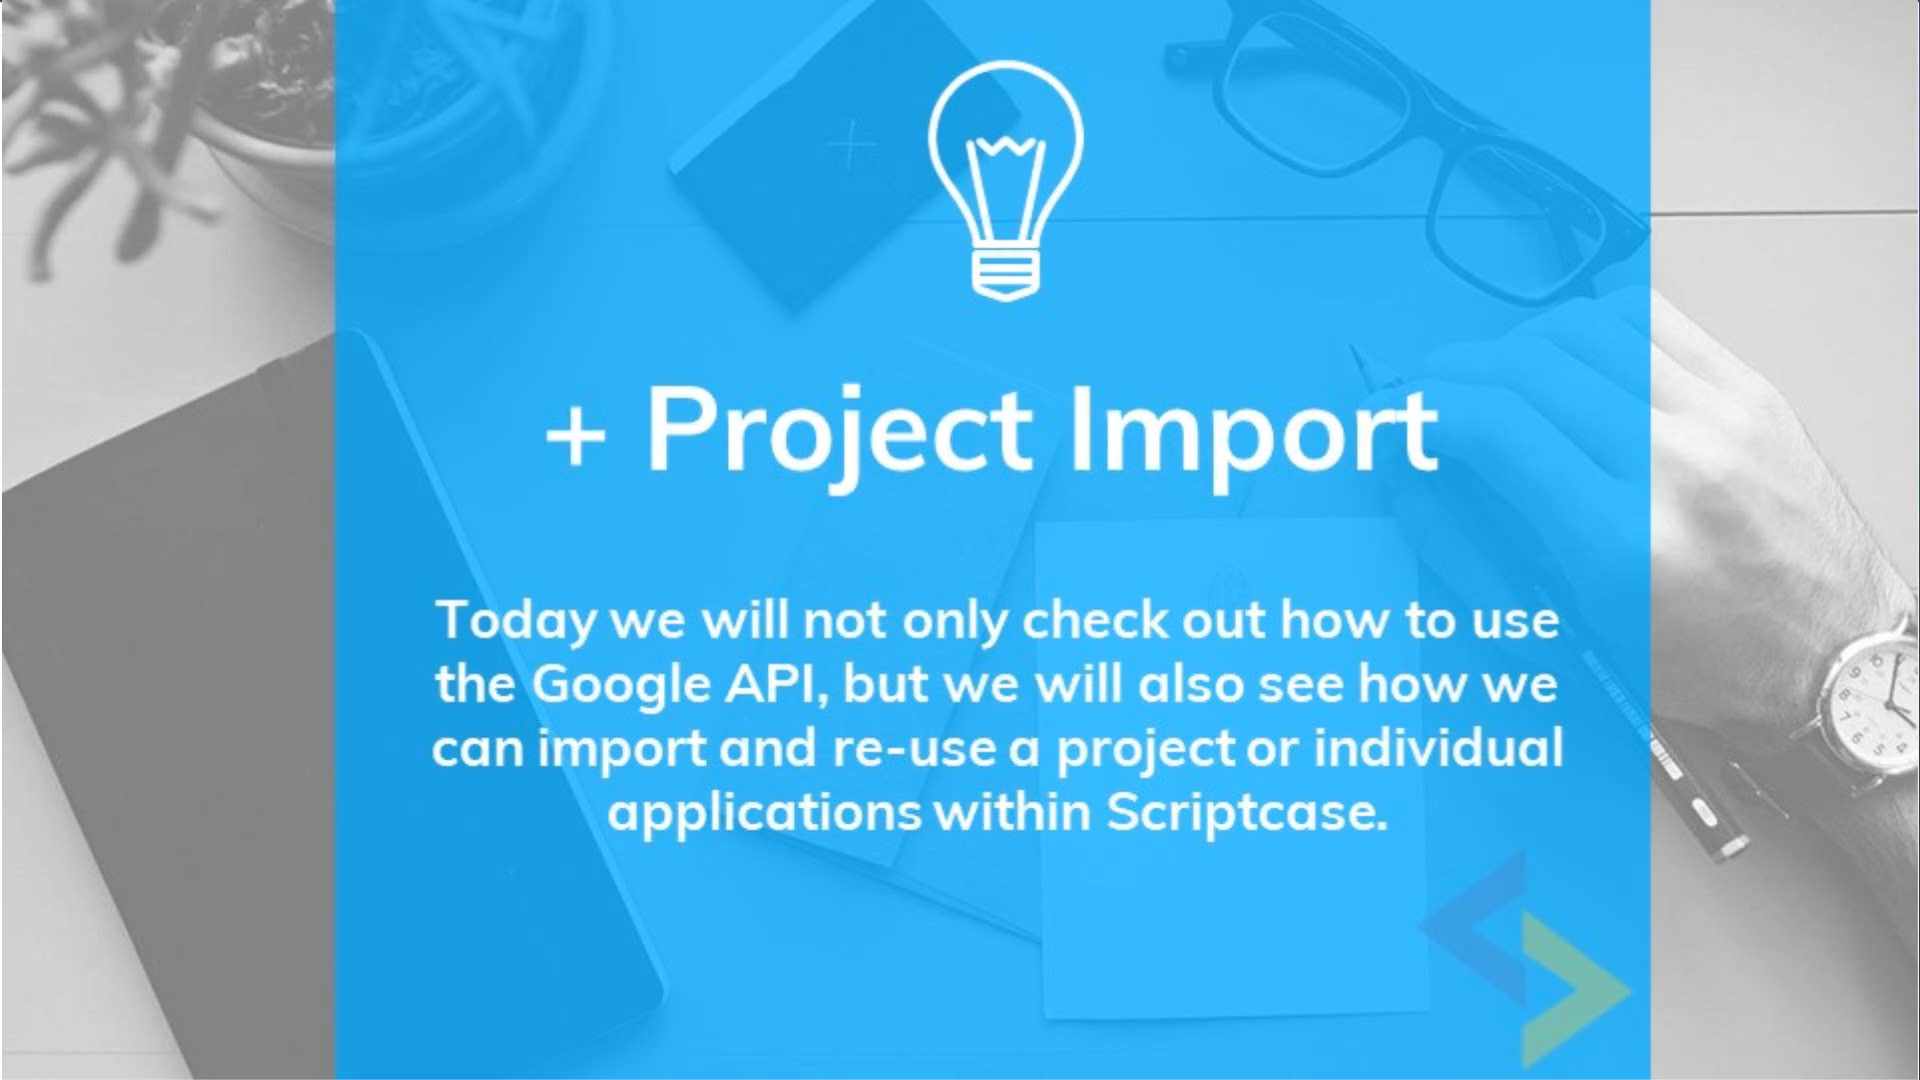 + Project Import
Today we will not only check out how to use
the Google API, but we will also see how we
can import and re-use a project or individual
applications within Scriptcase.